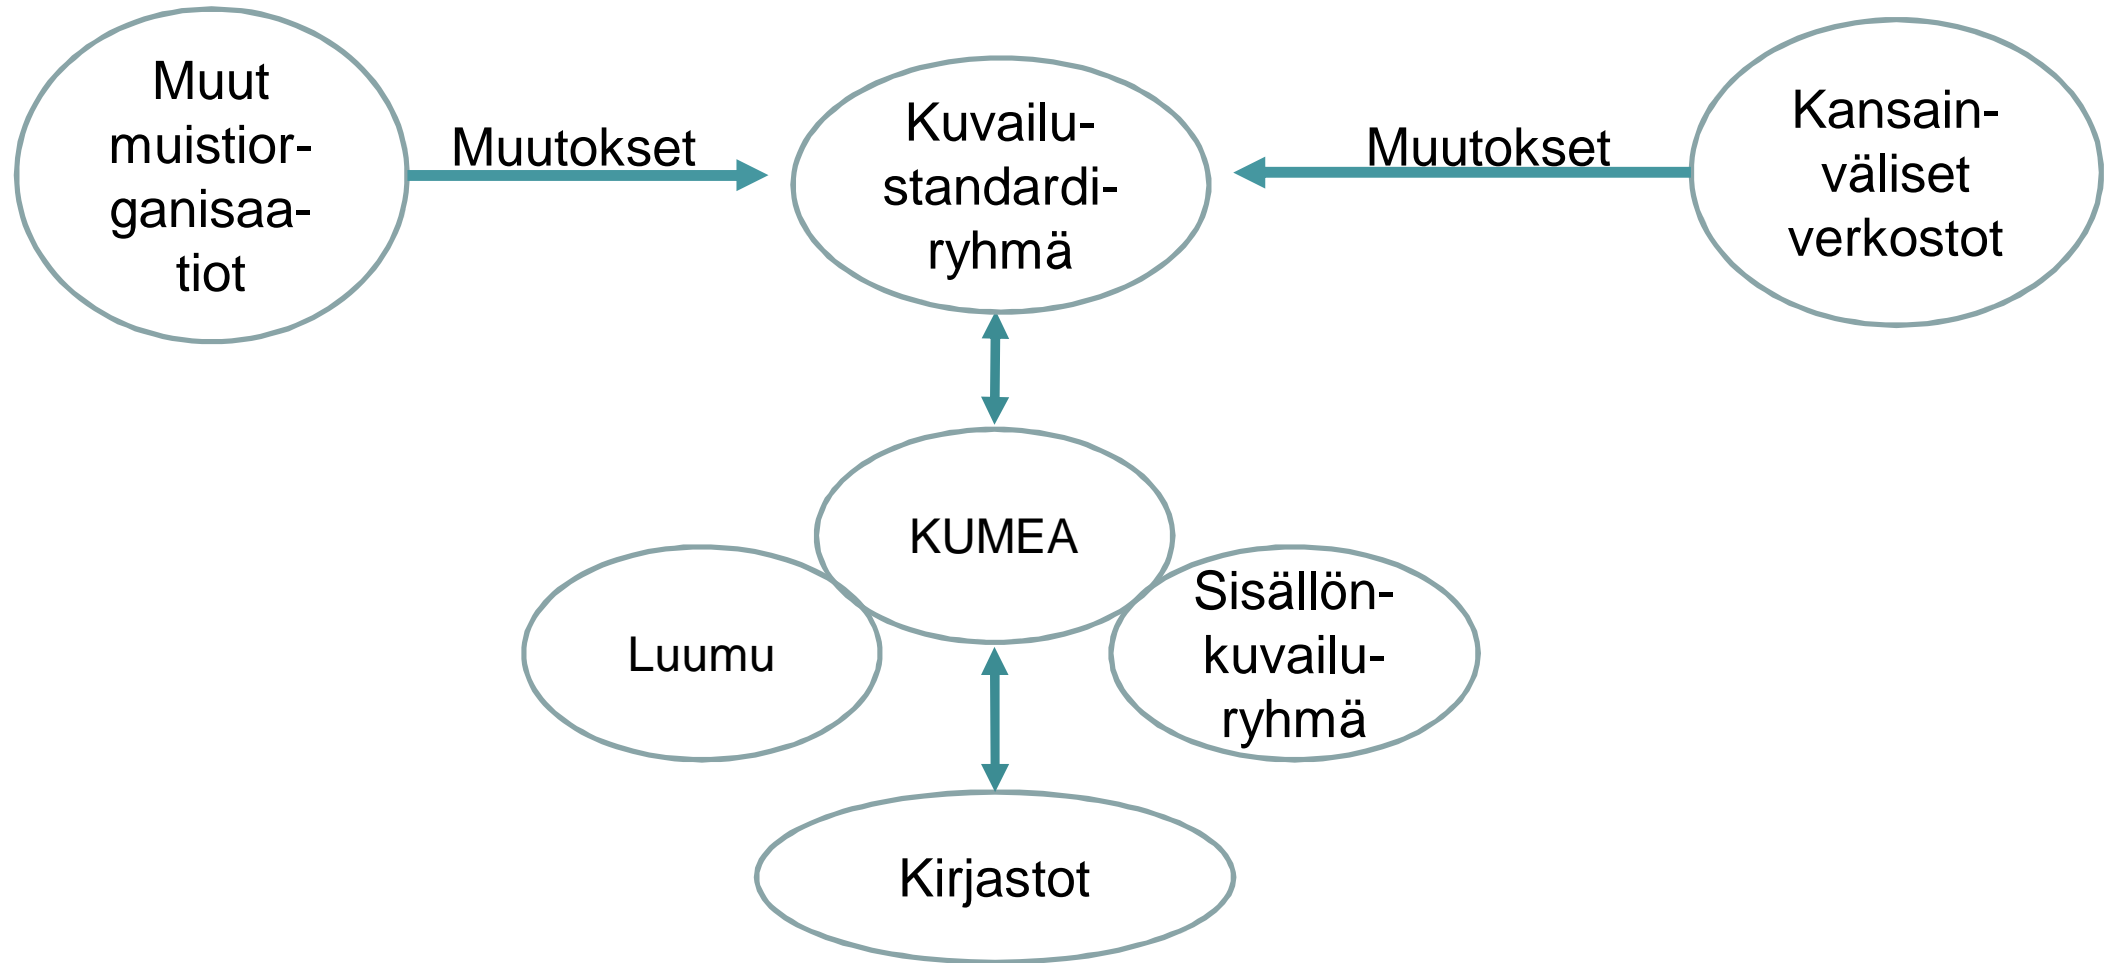 Muut
muistior-
ganisaa-
tiot
Muutokset
Kuvailu-
standardi-
ryhmä
Muutokset
Kansain-
väliset
verkostot
KUMEA
Luumu
Sisällön-
kuvailu-
ryhmä
Kirjastot